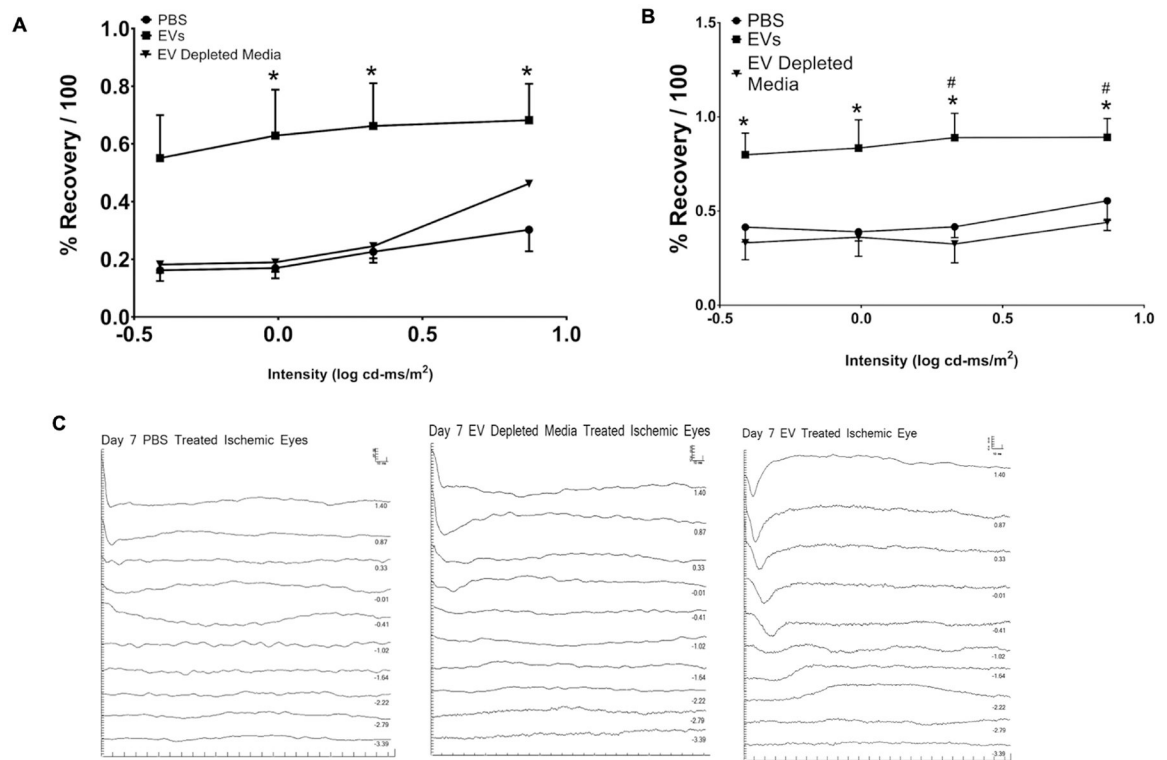 A
PBS
EVs
EV Depleted Media
1.0
0.8
0.6
0.4
0.2
0.0
* * *
% Recovery / 100
-0.5 0.0 0.5 1.0
Intensity (log cd-ms/m²)
B
PBS
EVs
EV Depleted
Media
1.5
1.0
0.5
0.0
# #
* * * *
% Recovery / 100
-0.5 0.0 0.5 1.0
Intensity (log cd-ms/m²)
C
Day 7 PBS Treated Ischemic Eyes
1.40
0.87
0.33
-0.01
-0.41
-1.02
-1.64
-2.22
-2.79
-3.39
Day 7 EV Depleted Media Treated Ischemic Eyes
1.40
0.87
0.33
-0.01
-0.41
-1.02
-1.64
-2.22
-2.79
-3.39
Day 7 EV Treated Ischemic Eye
1.40
0.87
0.33
-0.01
-0.41
-1.02
-1.64
-2.22
-2.79
-3.39